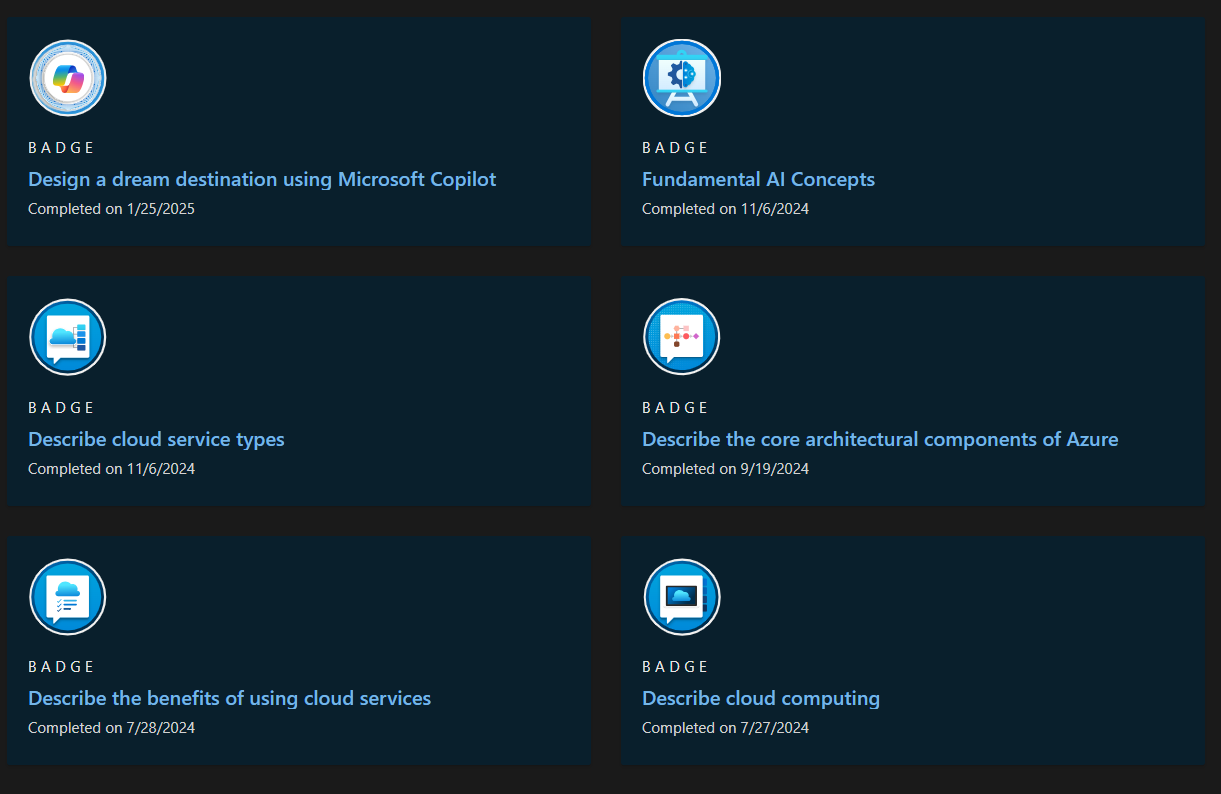 BADGE
Design a dream destination using Microsoft Copilot
Completed on 1/25/2025
BADGE
Fundamental AI Concepts
Completed on 11/6/2024
BADGE
Describe cloud service types
Completed on 11/6/2024
BADGE
Describe the core architectural components of Azure
Completed on 9/19/2024
BADGE
Describe the benefits of using cloud services
Completed on 7/28/2024
BADGE
Describe cloud computing
Completed on 7/27/2024